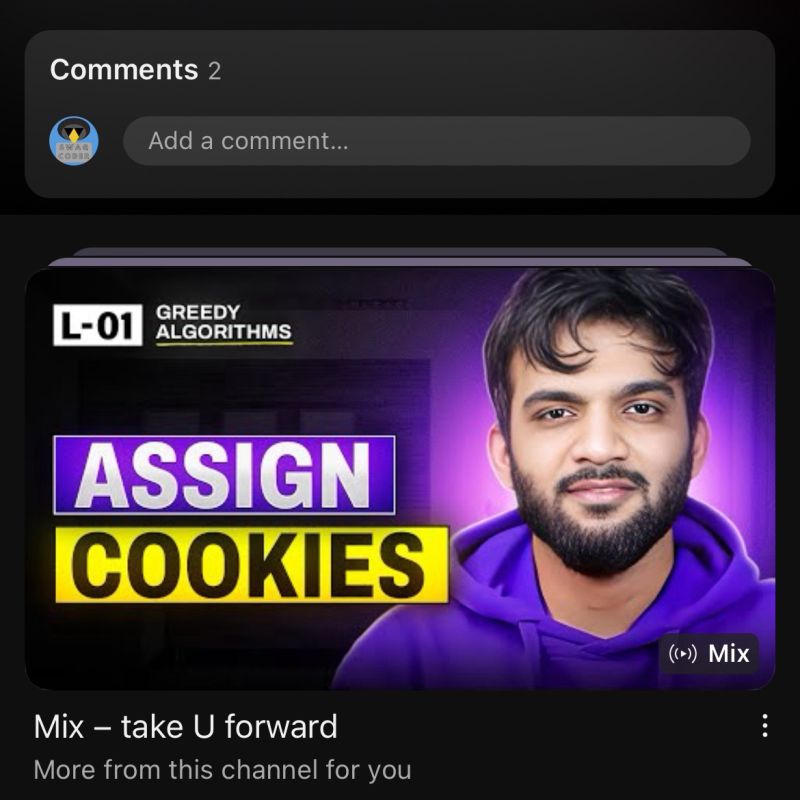 Comments 2
SWAG
CODER
Add a comment...
L-01
GREEDY
ALGORITHMS
ASSIGN
COOKIES
Mix
Mix – take U forward
More from this channel for you